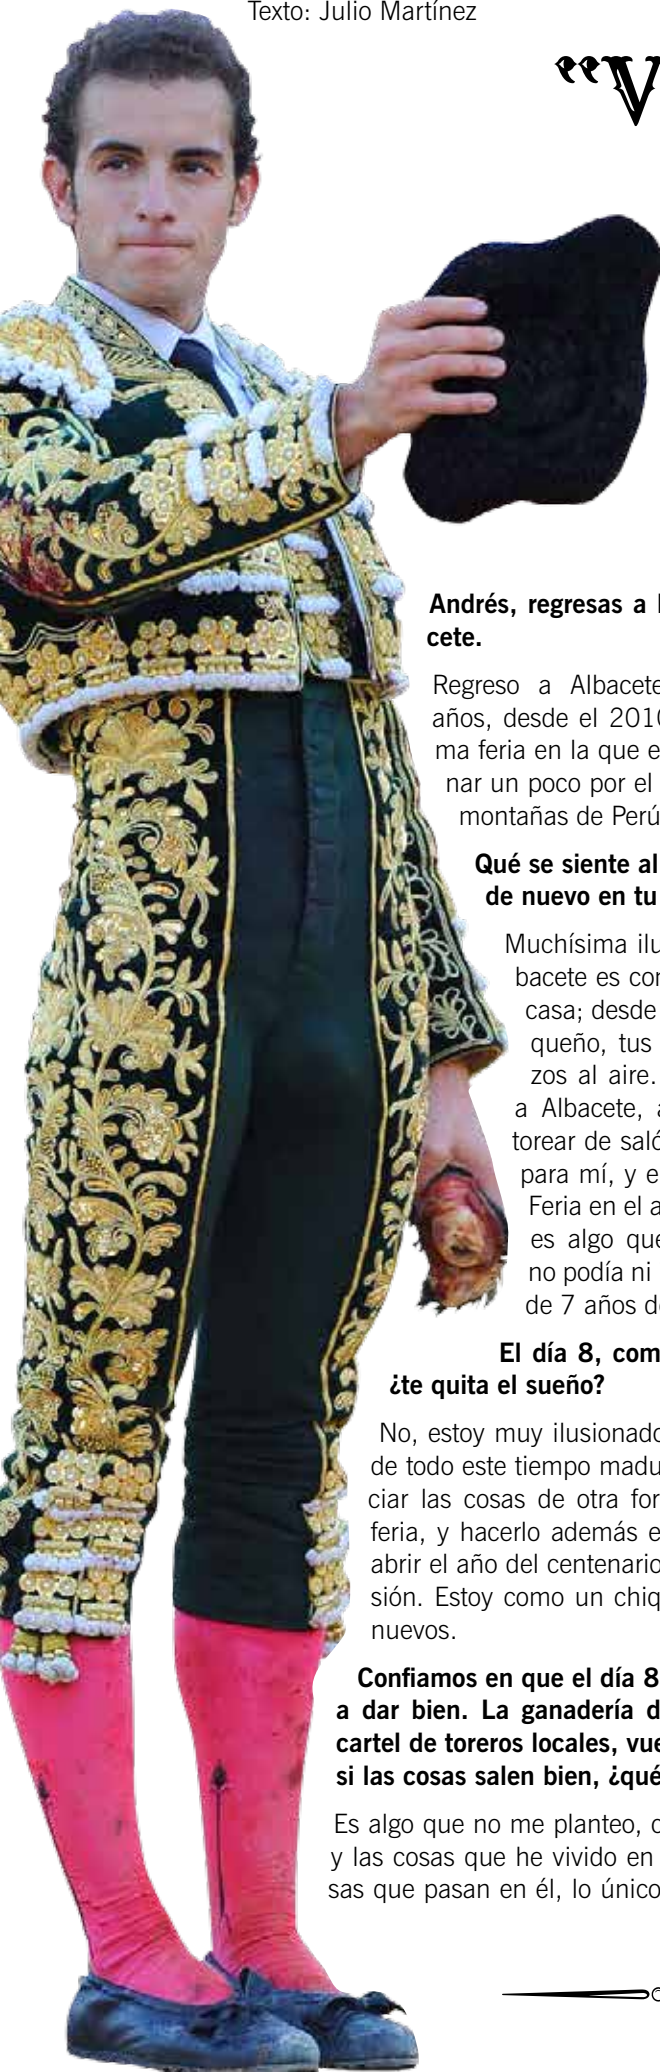 Texto: Julio Martínez
“V
Andrés, regresas a
cete.
Regreso a Albacete
años, desde el 2010
ma feria en la que e
nar un poco por el
montañas de Perú
Qué se siente al
de nuevo en tu
Muchísima ilu
bacete es con
casa; desde
queño, tus
zos al aire.
a Albacete, a
torear de saló
para mí, y e
Feria en el a
es algo que
no podía ni
de 7 años de
El día 8, com
¿te quita el sueño?
No, estoy muy ilusionado
de todo este tiempo madu
ciar las cosas de otra for
feria, y hacerlo además e
abrir el año del centenario
sión. Estoy como un chiq
nuevos.
Confiamos en que el día 8
a dar bien. La ganadería d
cartel de toreros locales, vue
si las cosas salen bien, ¿qué
Es algo que no me planteo, c
y las cosas que he vivido en
sas que pasan en él, lo único